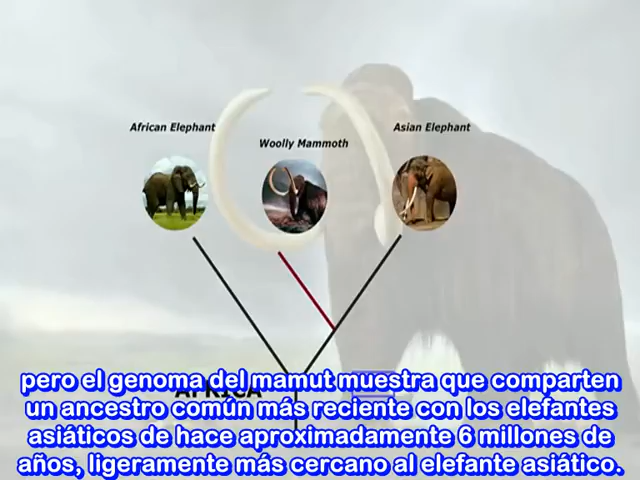 African Elephant
Woolly Mammoth
Asian Elephant
AFRICA
pero el genoma del mamut muestra que comparten
un ancestro común más reciente con los elefantes
asiáticos de hace aproximadamente 6 millones de
años, ligeramente más cercano al elefante asiático.